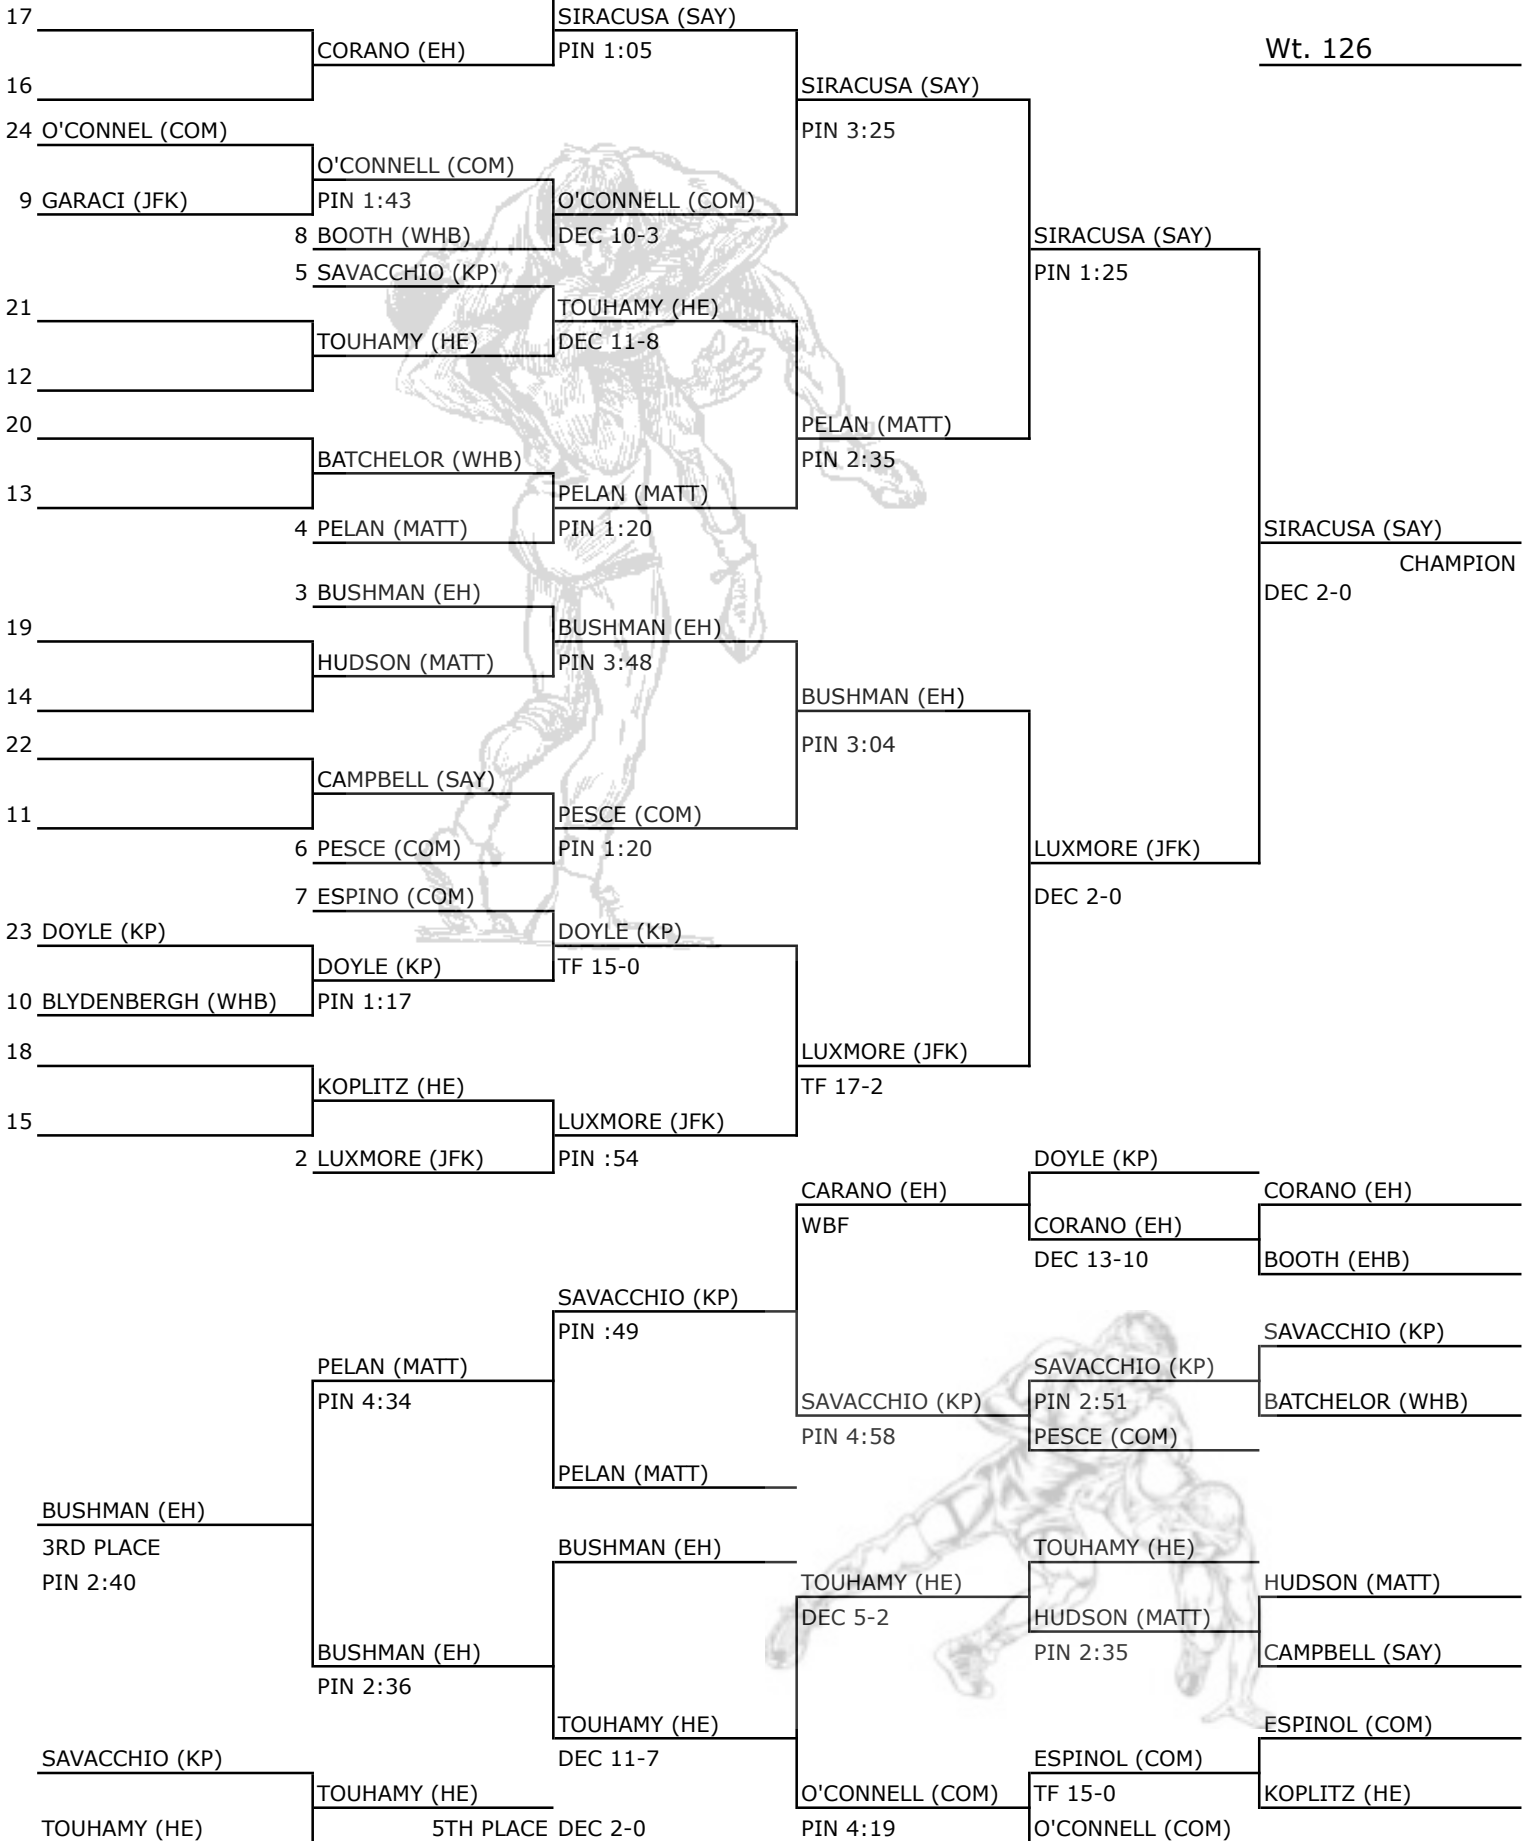 17
SIRACUSA (SAY)
CORANO (EH)
PIN 1:05
Wt. 126
16
SIRACUSA (SAY)
24 O'CONNEL (COM)
PIN 3:25
O'CONNELL (COM)
9 GARACI (JFK)
PIN 1:43
O'CONNELL (COM)
8 BOOTH (WHB)
DEC 10-3
SIRACUSA (SAY)
5 SAVACCHIO (KP)
PIN 1:25
21
TOUHAMY (HE)
TOUHAMY (HE)
DEC 11-8
12
20
PELAN (MATT)
BATCHELOR (WHB)
PIN 2:35
13
PELAN (MATT)
4 PELAN (MATT)
PIN 1:20
SIRACUSA (SAY)
CHAMPION
3 BUSHMAN (EH)
DEC 2-0
19
BUSHMAN (EH)
HUDSON (MATT)
PIN 3:48
14
BUSHMAN (EH)
22
PIN 3:04
CAMPBELL (SAY)
11
PESCE (COM)
6 PESCE (COM)
PIN 1:20
LUXMORE (JFK)
7 ESPINO (COM)
DEC 2-0
23 DOYLE (KP)
DOYLE (KP)
DOYLE (KP)
TF 15-0
10 BLYDENBERGH (WHB)
PIN 1:17
18
LUXMORE (JFK)
KOPLITZ (HE)
TF 17-2
15
LUXMORE (JFK)
2 LUXMORE (JFK)
PIN :54
DOYLE (KP)
CARANO (EH)
CORANO (EH)
WBF
CORANO (EH)
DEC 13-10
BOOTH (EHB)
SAVACCHIO (KP)
PIN :49
SAVACCHIO (KP)
PELAN (MATT)
SAVACCHIO (KP)
PIN 4:34
SAVACCHIO (KP)
PIN 2:51
BATCHELOR (WHB)
PIN 4:58
PESCE (COM)
PELAN (MATT)
BUSHMAN (EH)
3RD PLACE
BUSHMAN (EH)
TOUHAMY (HE)
PIN 2:40
TOUHAMY (HE)
HUDSON (MATT)
DEC 5-2
HUDSON (MATT)
BUSHMAN (EH)
PIN 2:35
CAMPBELL (SAY)
PIN 2:36
TOUHAMY (HE)
ESPINOL (COM)
SAVACCHIO (KP)
DEC 11-7
ESPINOL (COM)
TOUHAMY (HE)
O'CONNELL (COM)
TF 15-0
KOPLITZ (HE)
TOUHAMY (HE)
5TH PLACE DEC 2-0
PIN 4:19
O'CONNELL (COM)